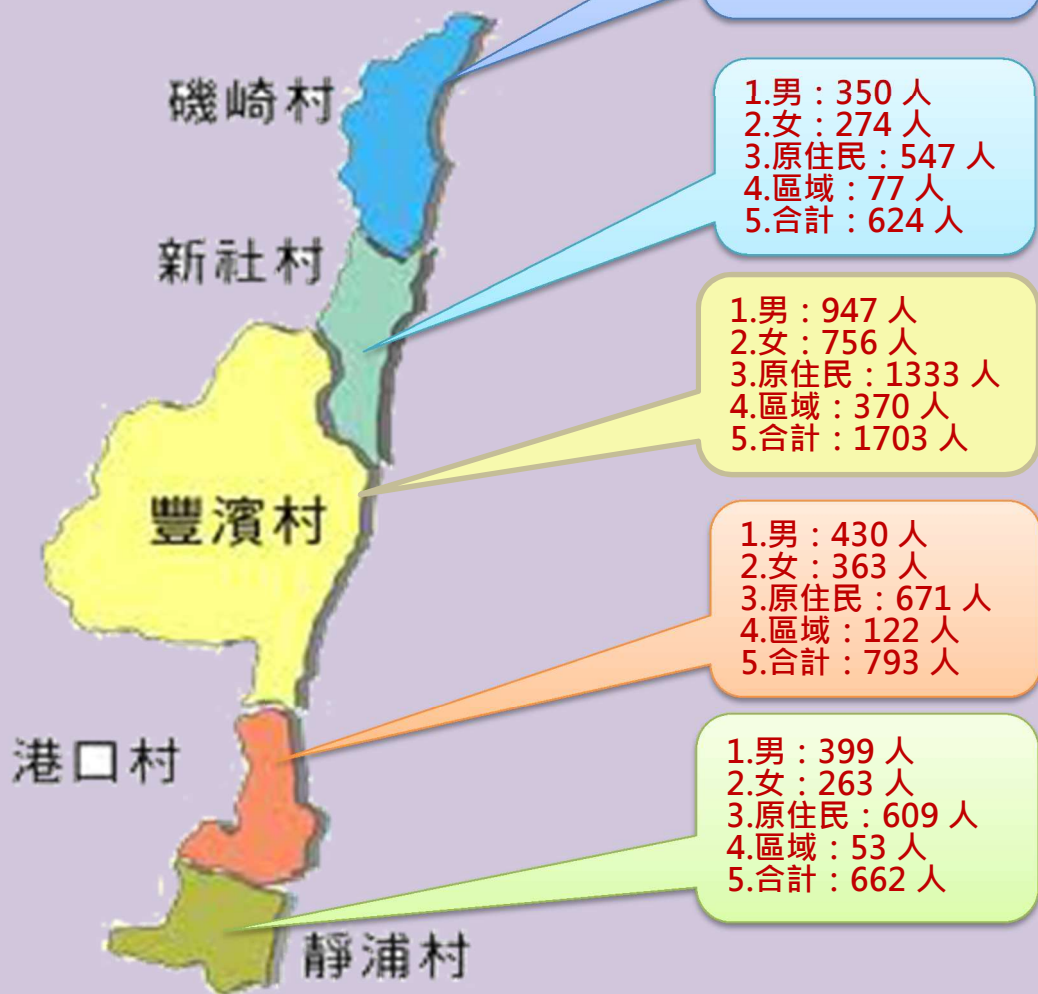 磯崎村
1.男：350 人
2.女：274 人
3.原住民：547 人
4.區域：77 人
5.合計：624 人
新社村
1.男：947 人
2.女：756 人
3.原住民：1333 人
4.區域：370 人
5.合計：1703 人
豐濱村
1.男：430 人
2.女：363 人
3.原住民：671 人
4.區域：122 人
5.合計：793 人
港口村
1.男：399 人
2.女：263 人
3.原住民：609 人
4.區域：53 人
5.合計：662 人
靜浦村